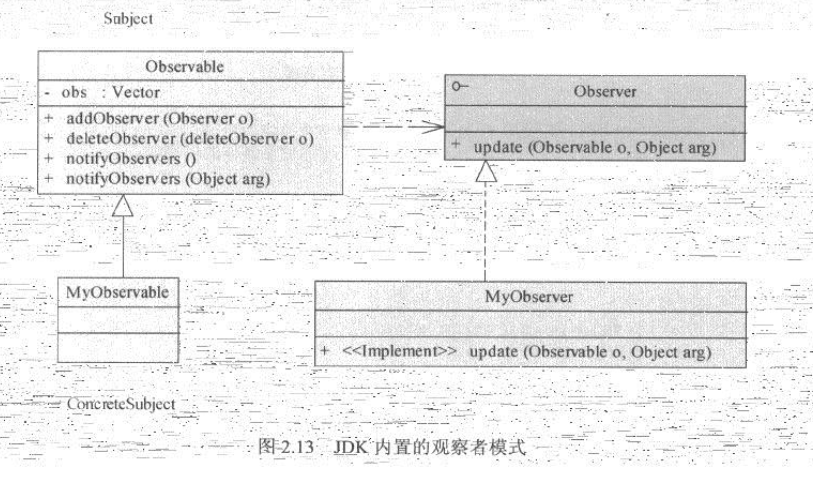 Subject
Observable
- obs : Vector
+ addObserver (Observer o)
+ deleteObserver (deleteObserver o)
+ notifyObservers ()
+ notifyObservers (Object arg)
Observer
+ update (Observable o, Object arg)
MyObservable
MyObserver
+ <<Implement>> update (Observable o, Object arg)
ConcreteSubject
图 2.13 JDK 内置的观察者模式